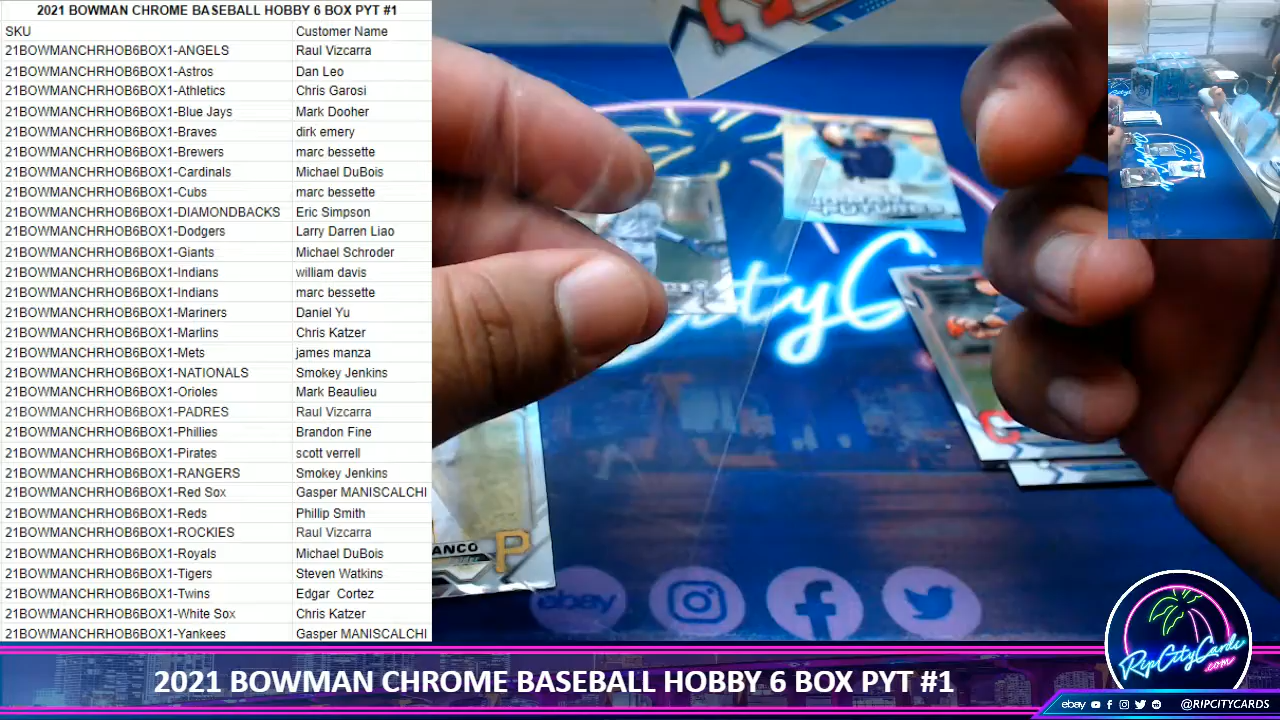 2021 BOWMAN CHROME BASEBALL HOBBY 6 BOX PYT #1
SKU Customer Name
21BOWMANCHRHOB6BOX1-ANGELS Raul Vizcarra
21BOWMANCHRHOB6BOX1-Astros Dan Leo
21BOWMANCHRHOB6BOX1-Athletics Chris Garosi
21BOWMANCHRHOB6BOX1-Blue Jays Mark Dooher
21BOWMANCHRHOB6BOX1-Braves dirk emery
21BOWMANCHRHOB6BOX1-Brewers marc bessette
21BOWMANCHRHOB6BOX1-Cardinals Michael DuBois
21BOWMANCHRHOB6BOX1-Cubs marc bessette
21BOWMANCHRHOB6BOX1-DIAMONDBACKS Eric Simpson
21BOWMANCHRHOB6BOX1-Dodgers Larry Darren Liao
21BOWMANCHRHOB6BOX1-Giants Michael Schroder
21BOWMANCHRHOB6BOX1-Indians william davis
21BOWMANCHRHOB6BOX1-Indians marc bessette
21BOWMANCHRHOB6BOX1-Mariners Daniel Yu
21BOWMANCHRHOB6BOX1-Marlins Chris Katzer
21BOWMANCHRHOB6BOX1-Mets james manza
21BOWMANCHRHOB6BOX1-NATIONALS Smokey Jenkins
21BOWMANCHRHOB6BOX1-Orioles Mark Beaulieu
21BOWMANCHRHOB6BOX1-PADRES Raul Vizcarra
21BOWMANCHRHOB6BOX1-Phillies Brandon Fine
21BOWMANCHRHOB6BOX1-Pirates scott verrell
21BOWMANCHRHOB6BOX1-RANGERS Smokey Jenkins
21BOWMANCHRHOB6BOX1-Red Sox Gasper MANISCALCHI
21BOWMANCHRHOB6BOX1-Reds Phillip Smith
21BOWMANCHRHOB6BOX1-ROCKIES Raul Vizcarra
21BOWMANCHRHOB6BOX1-Royals Michael DuBois
21BOWMANCHRHOB6BOX1-Tigers Steven Watkins
21BOWMANCHRHOB6BOX1-Twins Edgar Cortez
21BOWMANCHRHOB6BOX1-White Sox Chris Katzer
21BOWMANCHRHOB6BOX1-Yankees Gasper MANISCALCHI
ityC
ANCO P
ebay
2021 BOWMAN CHROME BASEBALL HOBBY 6 BOX PYT #1
RipCityCards
.com
ebay @RIPCITYCARDS